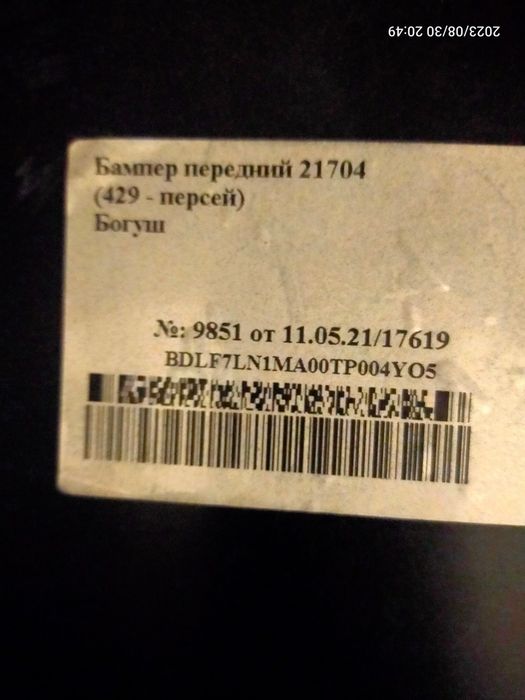 2023/08/30 20:49
Бампер передний 21704
(429 - персей)
Богуш
№: 9851 от 11.05.21/17619
BDLF7LN1MA00TP004YO5